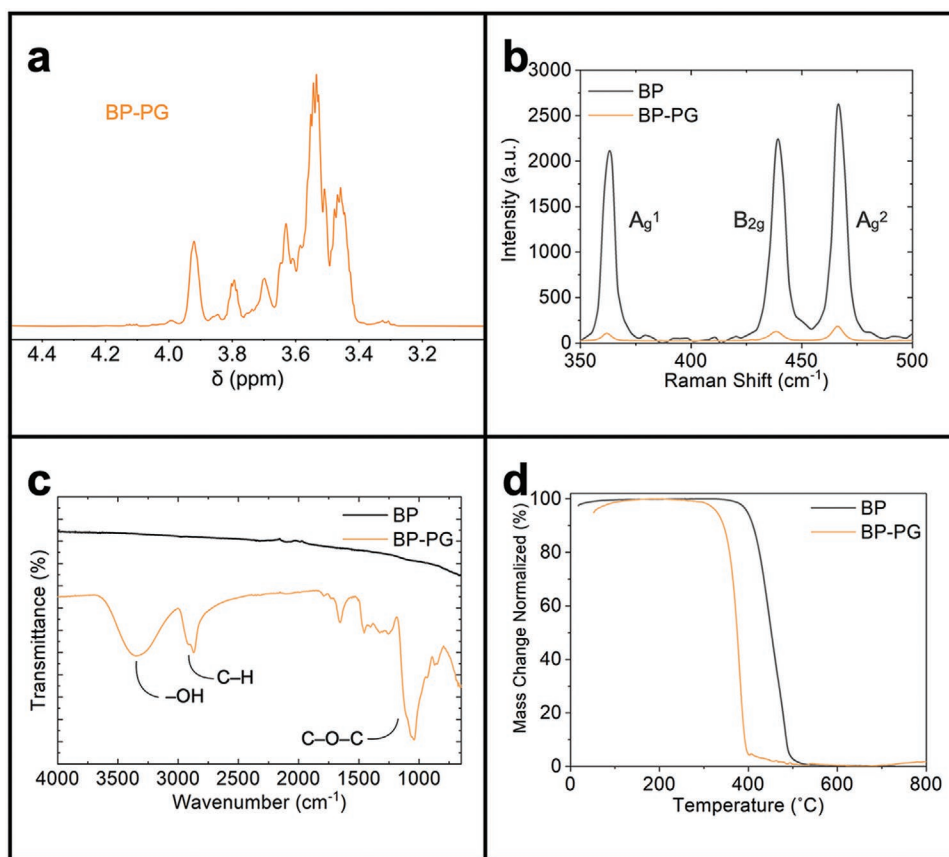 a
BP-PG
4.4 4.2 4.0 3.8 3.6 3.4 3.2
δ (ppm)
b
3000
2500
2000
1500
1000
500
0
Intensity (a.u.)
BP
BP-PG
Ag1
B2g
Ag2
350 400 450 500
Raman Shift (cm-1)
c
BP
BP-PG
Transmittance (%)
–OH
C–H
C–O–C
4000 3500 3000 2500 2000 1500 1000
Wavenumber (cm-1)
d
100
80
60
40
20
0
Mass Change Normalized (%)
BP
BP-PG
0 200 400 600 800
Temperature (˚C)